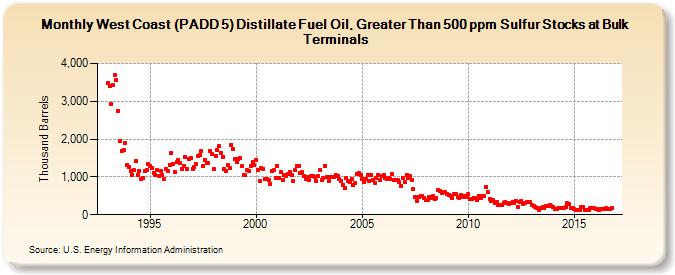 Monthly West Coast (PADD 5) Distillate Fuel Oil, Greater Than 500 ppm Sulfur Stocks at Bulk
Terminals
Thousand Barrels
4,000
3,000
2,000
1,000
0
1995
2000
2005
2010
2015
Source: U.S. Energy Information Administration